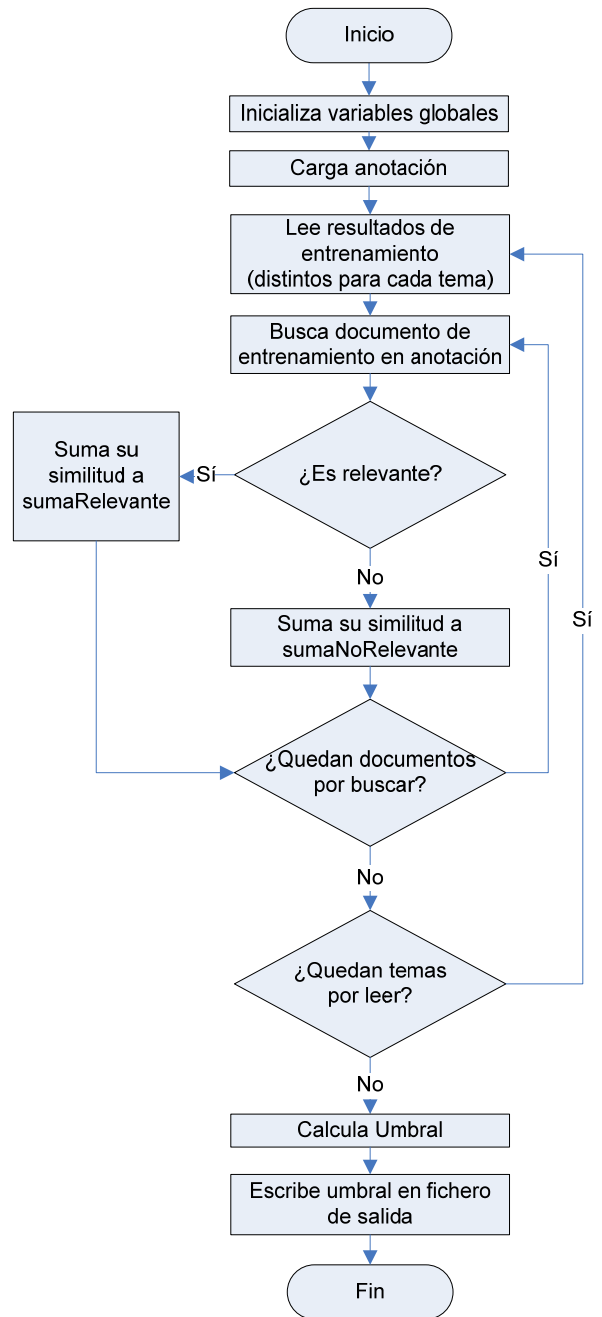 Inicio
Inicializa variables globales
Carga anotación
Lee resultados de
entrenamiento
(distintos para cada tema)
Busca documento de
entrenamiento en anotación
¿Es relevante?
Sí
Suma su
similitud a
sumaRelevante
No
Suma su similitud a
sumaNoRelevante
¿Quedan documentos
por buscar?
Sí
No
¿Quedan temas
por leer?
Sí
No
Calcula Umbral
Escribe umbral en fichero
de salida
Fin